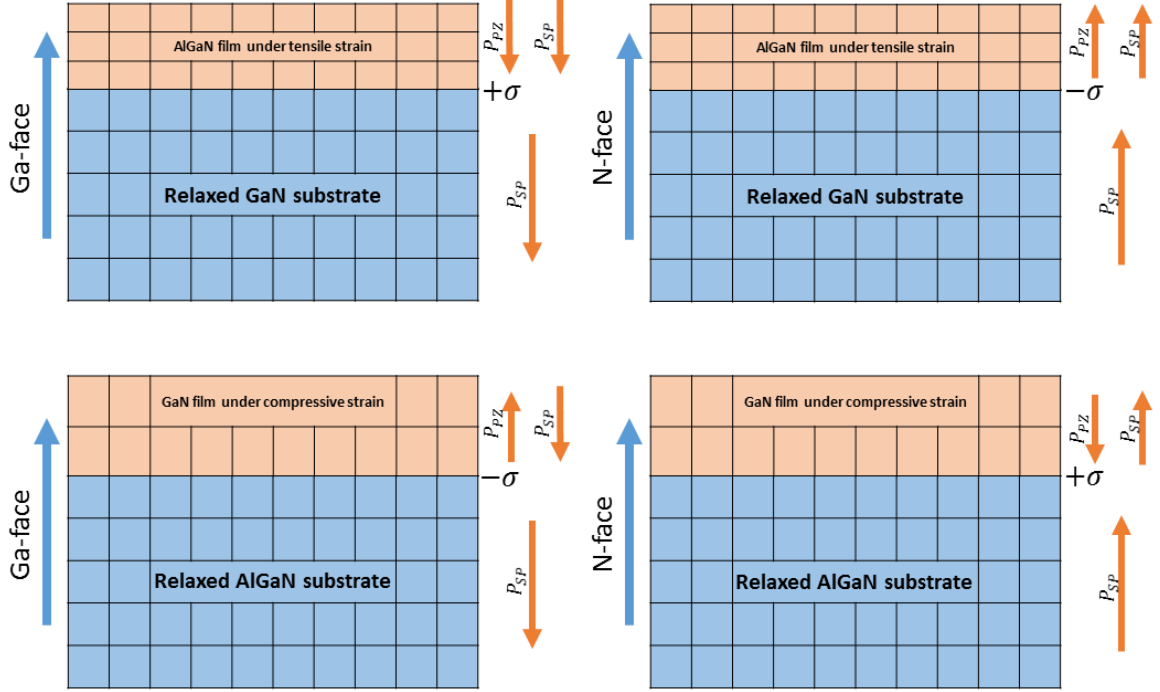 Ga-face
AlGaN film under tensile strain
P_PZ
P_SP
+σ
Relaxed GaN substrate
P_SP
N-face
AlGaN film under tensile strain
P_PZ
P_SP
−σ
Relaxed GaN substrate
P_SP
Ga-face
GaN film under compressive strain
P_PZ
P_SP
−σ
Relaxed AlGaN substrate
P_SP
N-face
GaN film under compressive strain
P_PZ
P_SP
+σ
Relaxed AlGaN substrate
P_SP